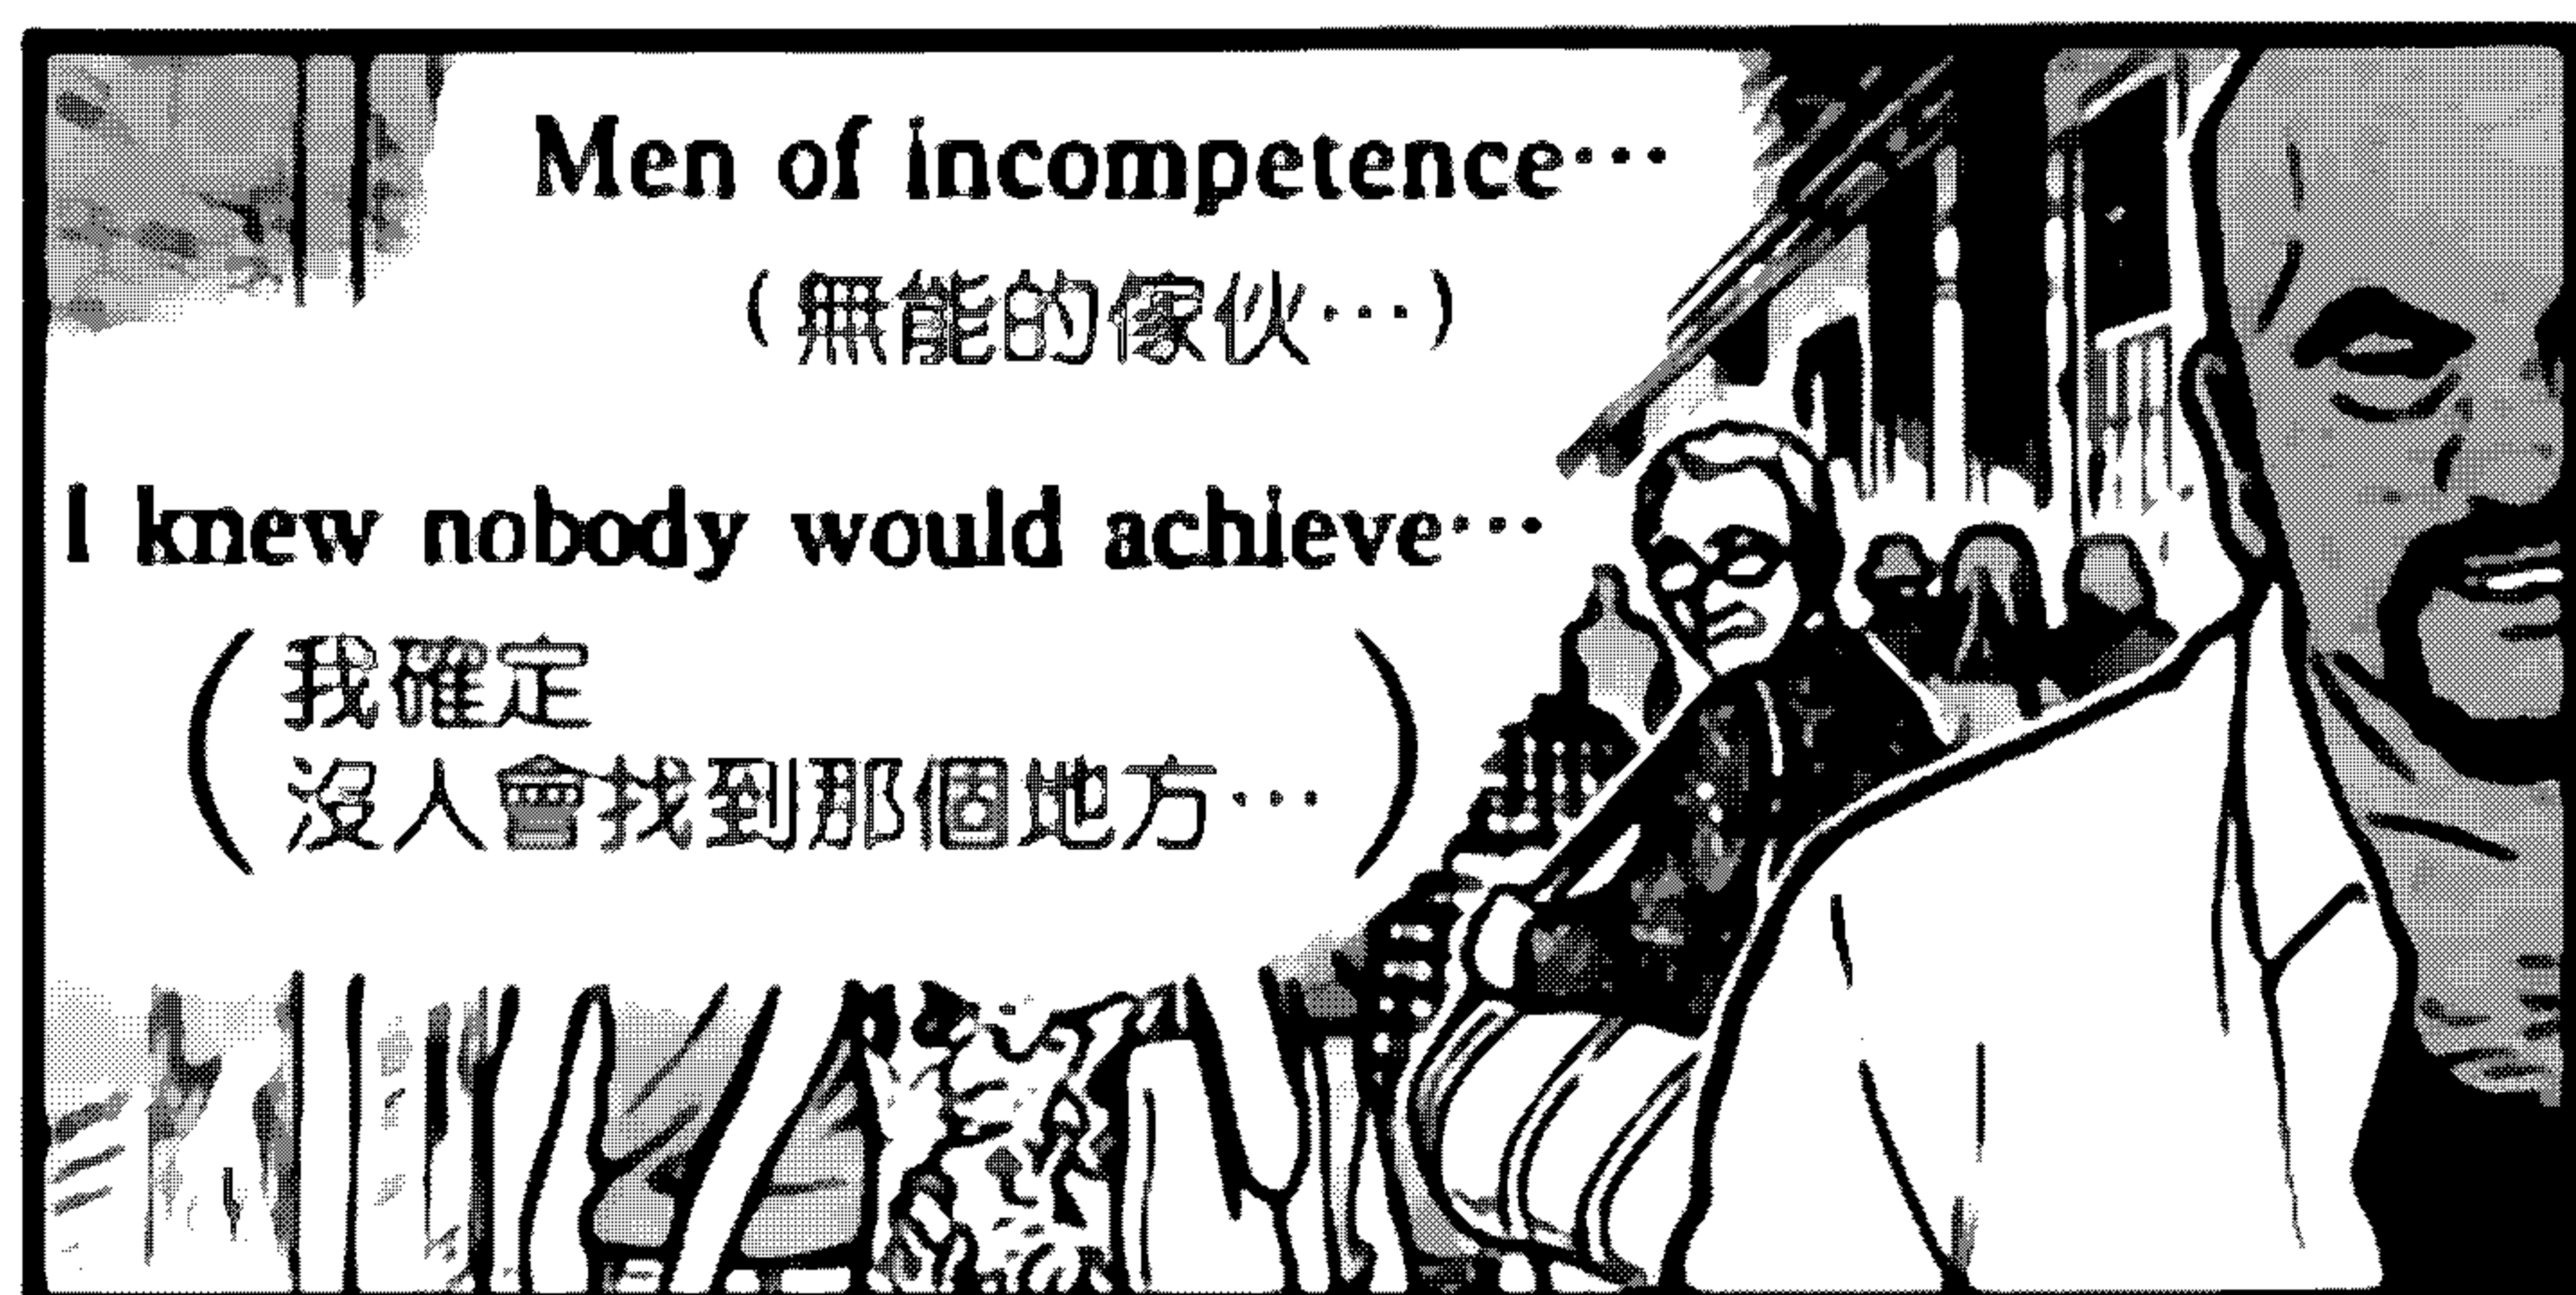 Men of incompetence…
(無能的傢伙…)
I knew nobody would achieve…
(我確定
沒人會找到那個地方…)